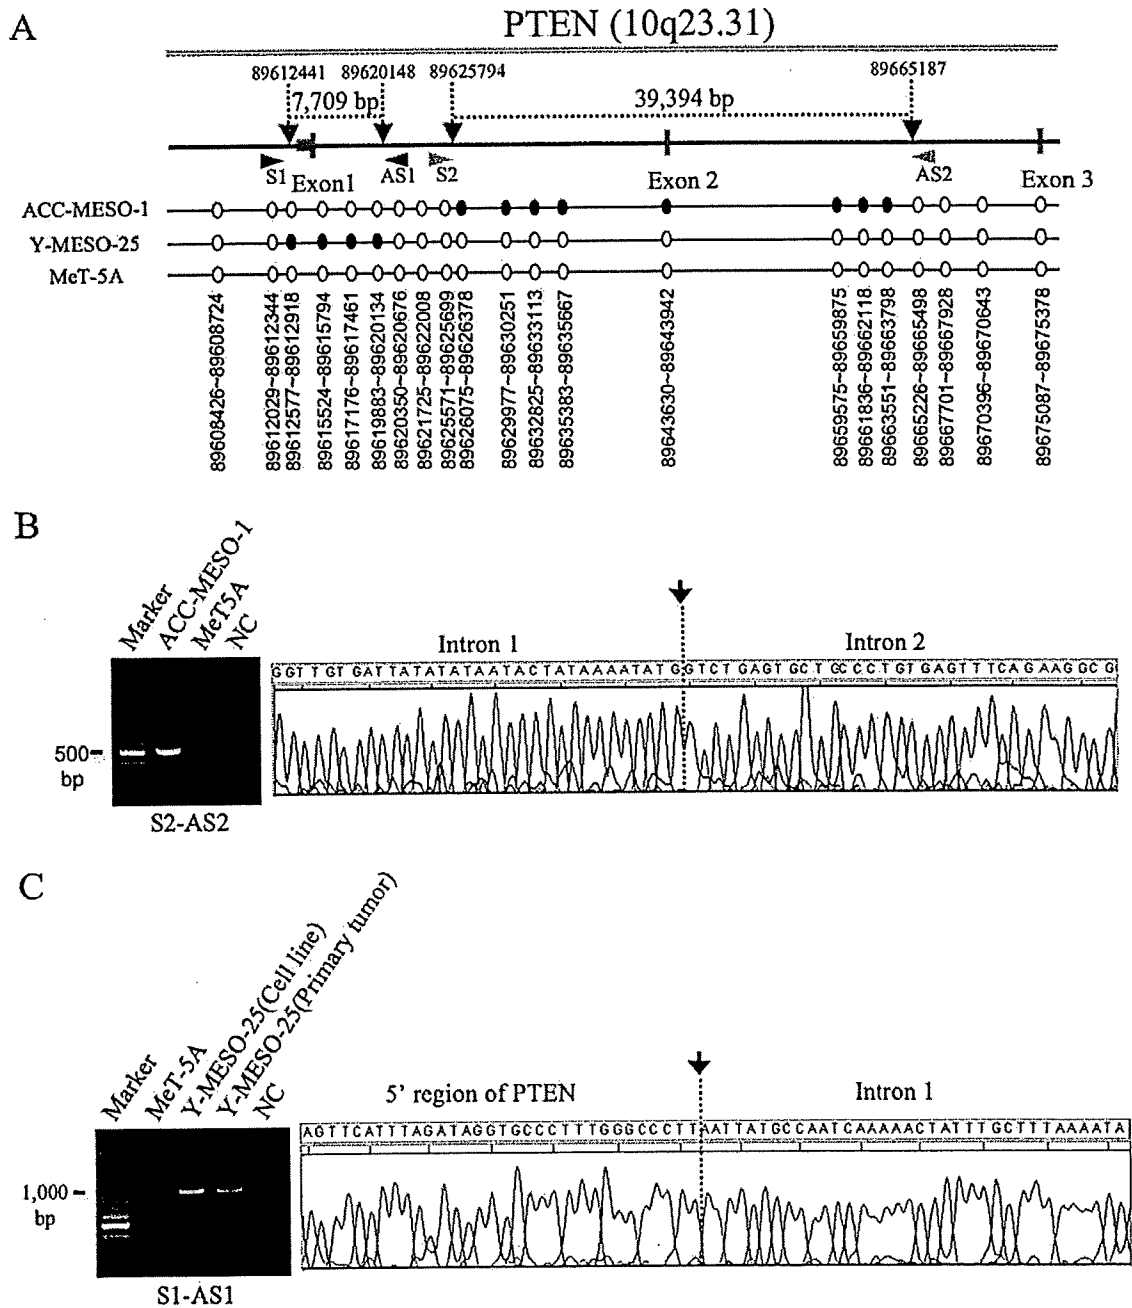 A
PTEN (10q23.31)
89612441 89620148 89625794 89665187
7,709 bp 39,394 bp
S1 Exon1 AS1 S2 Exon 2 AS2 Exon 3
ACC-MESO-1
Y-MESO-25
MeT-5A
89608426~89608724
89612029~89612344
89612577~89612918
89615524~89615794
89617176~89617461
89619883~89620134
89620350~89620676
89621725~89622008
89625571~89625699
89626075~89626378
89629977~89630251
89632825~89633113
89635383~89635667
89643630~89643942
89659575~89659875
89661836~89662118
89663551~89663798
89665226~89665498
89667701~89667928
89670396~89670643
89675087~89675378
B
Marker
ACC-MESO-1
MeT5A
NC
Intron 1 Intron 2
GGTTGTGATTATATATAATACTATAAAATATGGTCTGAGTGCTGCCCTGTGAGTTTCAGAAGGCG
500
bp
S2-AS2
C
Marker
MeT-5A
Y-MESO-25(Cell line)
Y-MESO-25(Primary tumor)
NC
5' region of PTEN Intron 1
AGTTCATTTAGATAGGTGCCCTTTGGGCCCTTAATTATGCCAATCAAAAACTATTTGCTTTAAAATA
1,000
bp
S1-AS1